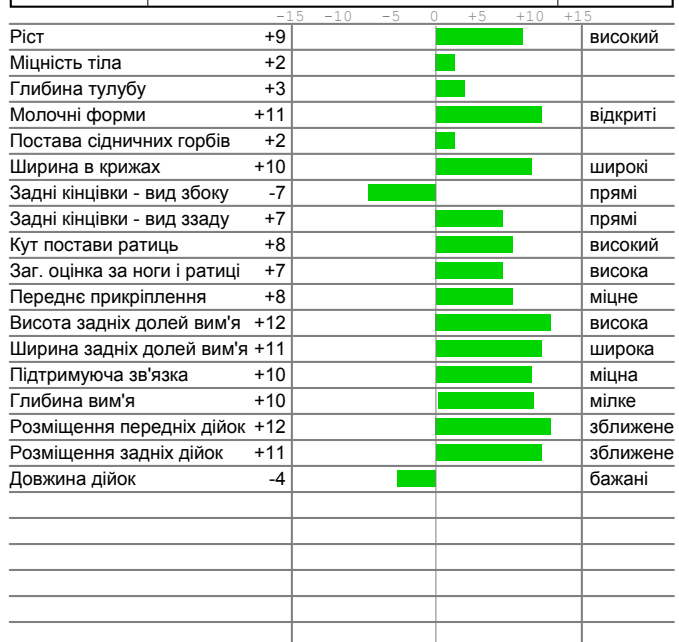 -15 -10 -5 0 +5 +10 +15
Ріст +9 високий
Міцність тіла +2
Глибина тулубу +3
Молочні форми +11 відкриті
Постава сідничних горбів +2
Ширина в крижах +10 широкі
Задні кінцівки - вид збоку -7 прямі
Задні кінцівки - вид ззаду +7 прямі
Кут постави ратиць +8 високий
Заг. оцінка за ноги і ратиці +7 висока
Переднє прикріплення +8 міцне
Висота задніх долей вим'я +12 висока
Ширина задніх долей вим'я +11 широка
Підтримуюча зв'язка +10 міцна
Глибина вим'я +10 мілке
Розміщення передніх дійок +12 зближене
Розміщення задніх дійок +11 зближене
Довжина дійок -4 бажані